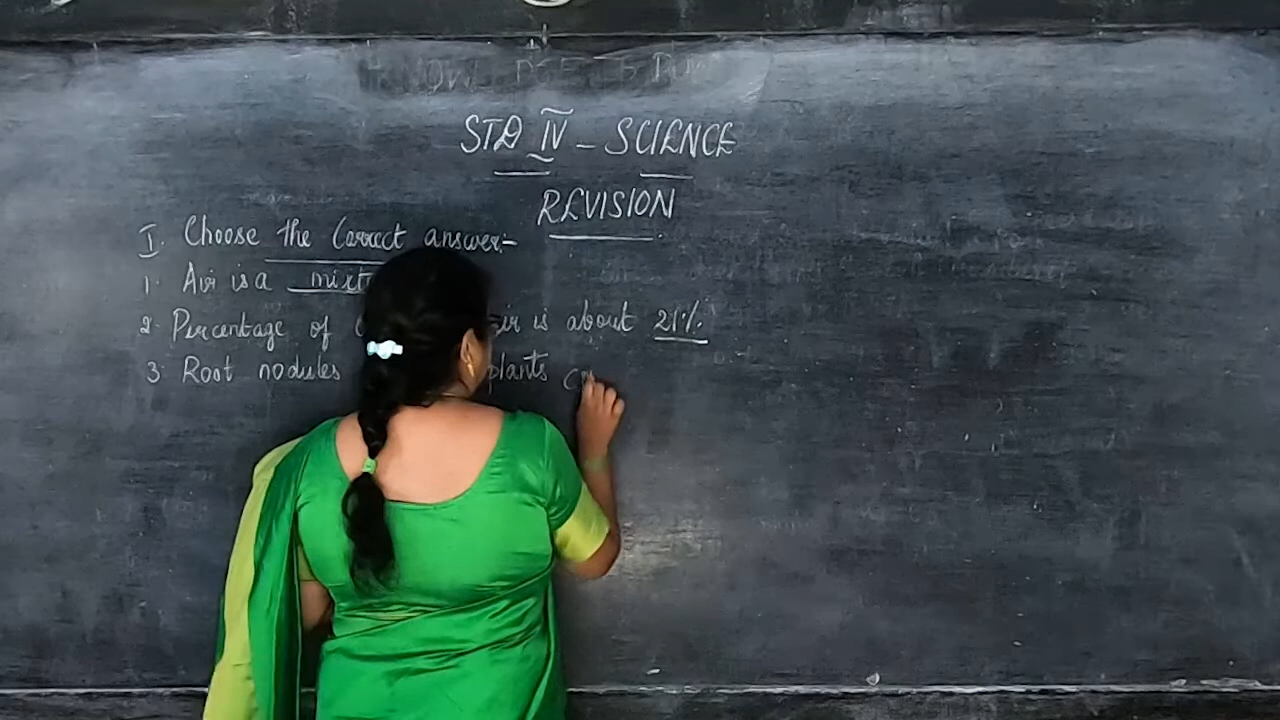 STD IV - SCIENCE
REVISION
I. Choose the Correct answer:-
1. Air is a mixt
2. Percentage of is about 21%.
3. Root nodules plants